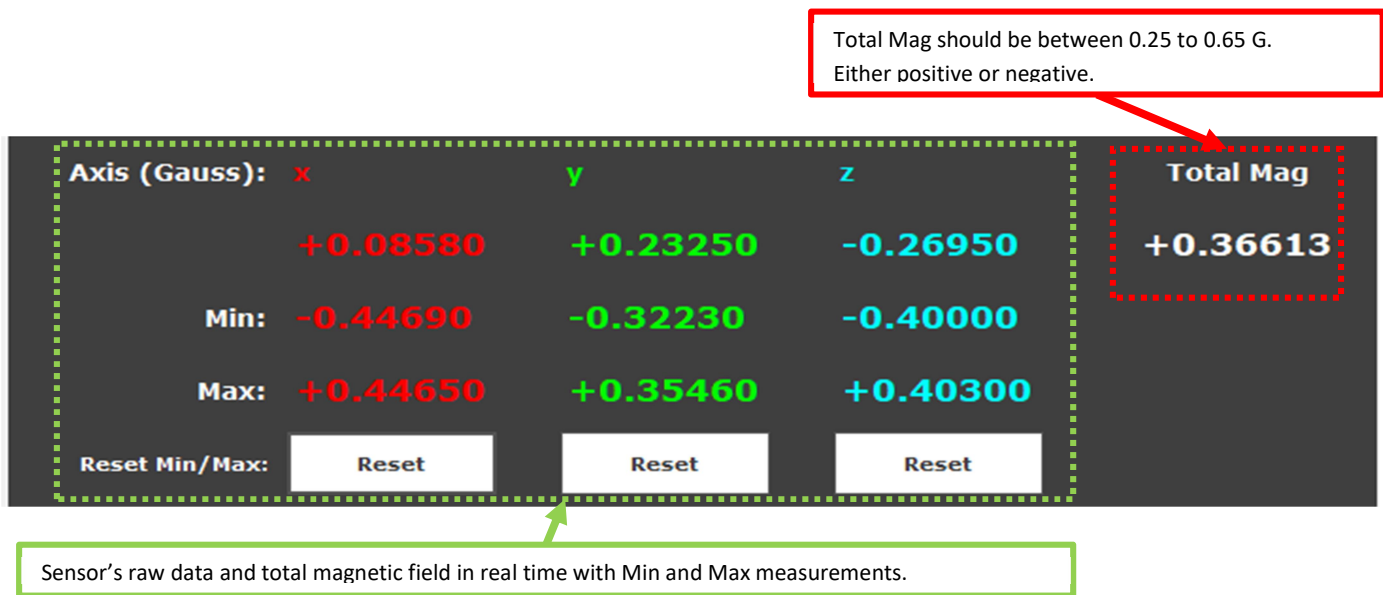 Total Mag should be between 0.25 to 0.65 G.
Either positive or negative.
Axis (Gauss): x y z Total Mag
+0.08580 +0.23250 -0.26950 +0.36613
Min: -0.44690 -0.32230 -0.40000
Max: +0.44650 +0.35460 +0.40300
Reset Min/Max: Reset Reset Reset
Sensor’s raw data and total magnetic field in real time with Min and Max measurements.